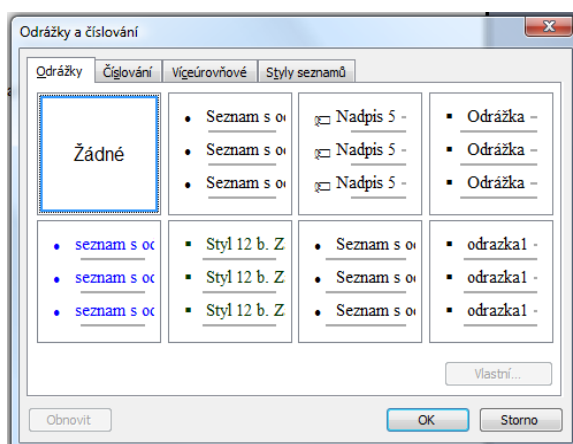 Odrážky a číslování
Odrážky Číslování Víceúrovňové Styly seznamů
Žádné
• Seznam s o
• Seznam s o
• Seznam s o
Nadpis 5 -
Nadpis 5 -
Nadpis 5 -
▪ Odrážka –
▪ Odrážka –
▪ Odrážka –
• seznam s oc
• seznam s oc
• seznam s oc
▪ Styl 12 b. Z
▪ Styl 12 b. Z
▪ Styl 12 b. Z
• Seznam s o
• Seznam s o
• Seznam s o
▪ odrazka1 -
▪ odrazka1 -
▪ odrazka1 -
Vlastní...
Obnovit OK Storno